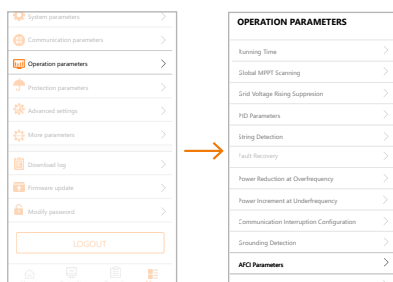 System parameters
Communication parameters
Operation parameters
Protection parameters
Advanced settings
More parameters
Download log
Firmware update
Modify password
LOGOUT
OPERATION PARAMETERS
Running Time
Global MPPT Scanning
Grid Voltage Rising Suppresion
PID Parameters
String Detection
Fault Recovery
Power Reduction at Overfrequency
Power Increment at Underfrequency
Communication Interruption Configuration
Grounding Detection
AFCI Parameters